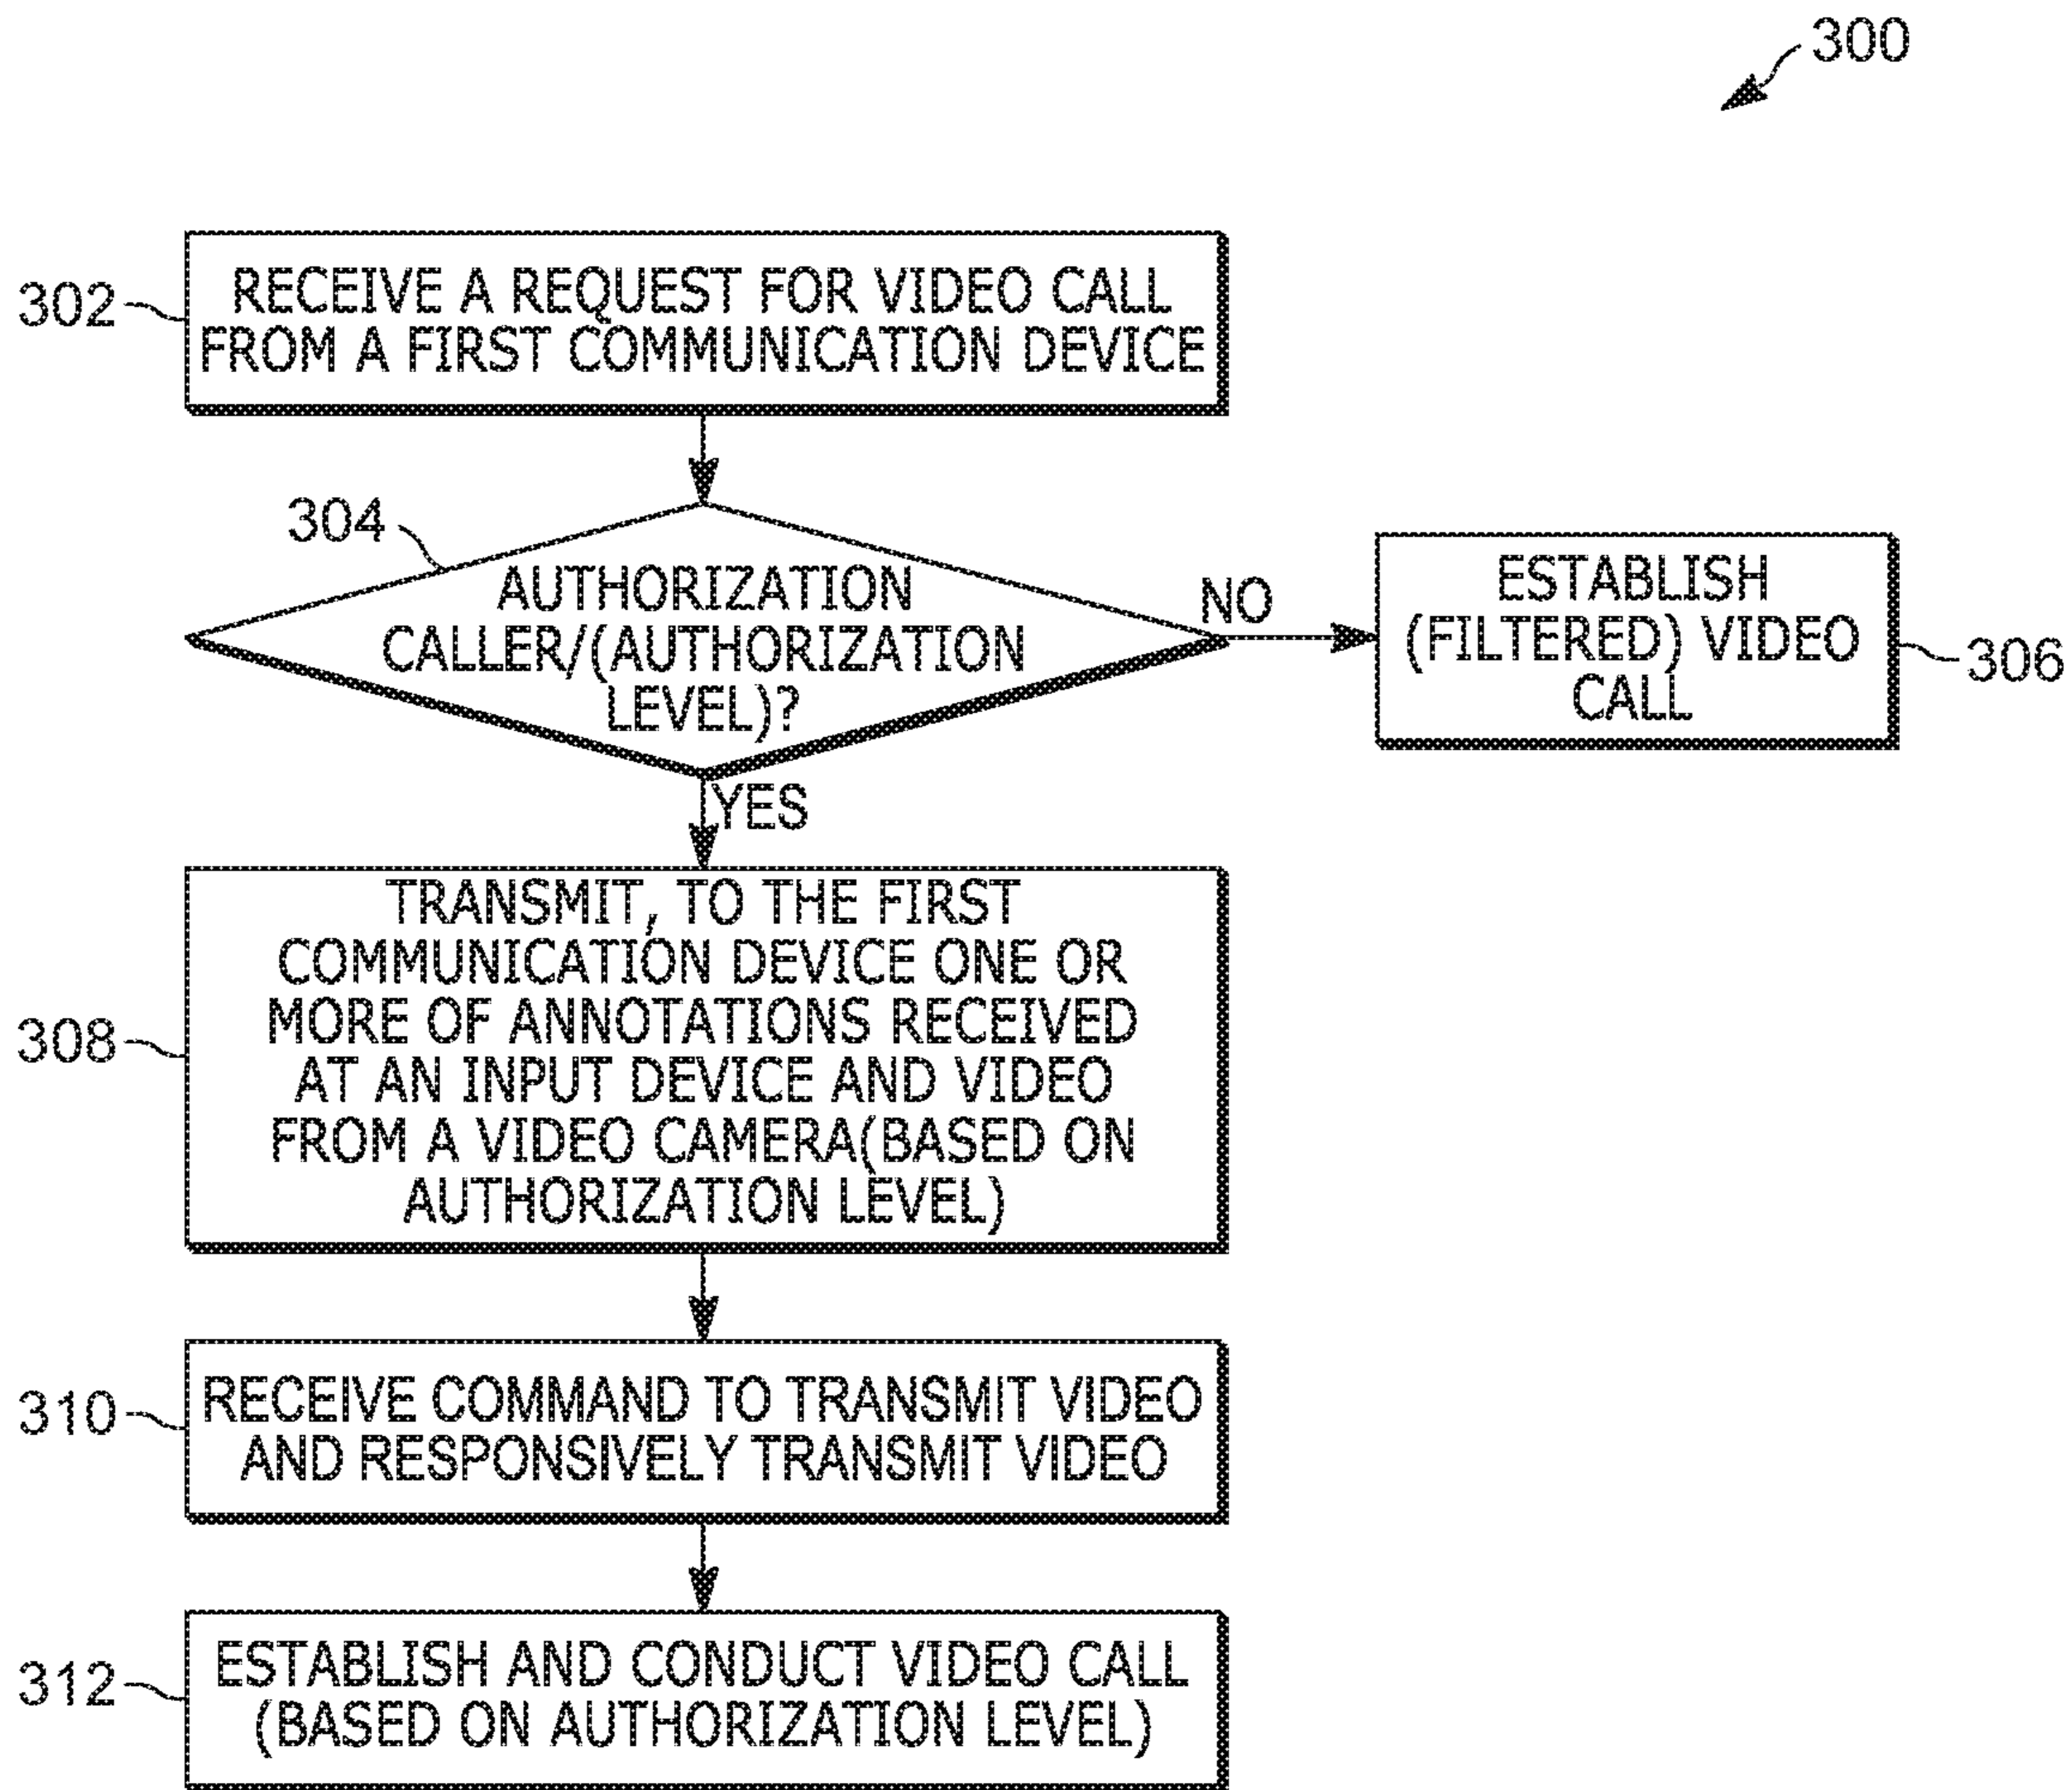 300
302
RECEIVE A REQUEST FOR VIDEO CALL
FROM A FIRST COMMUNICATION DEVICE
304
AUTHORIZATION
CALLER/(AUTHORIZATION
LEVEL)?
NO
ESTABLISH
(FILTERED) VIDEO
CALL
306
YES
308
TRANSMIT, TO THE FIRST
COMMUNICATION DEVICE ONE OR
MORE OF ANNOTATIONS RECEIVED
AT AN INPUT DEVICE AND VIDEO
FROM A VIDEO CAMERA(BASED ON
AUTHORIZATION LEVEL)
310
RECEIVE COMMAND TO TRANSMIT VIDEO
AND RESPONSIVELY TRANSMIT VIDEO
312
ESTABLISH AND CONDUCT VIDEO CALL
(BASED ON AUTHORIZATION LEVEL)